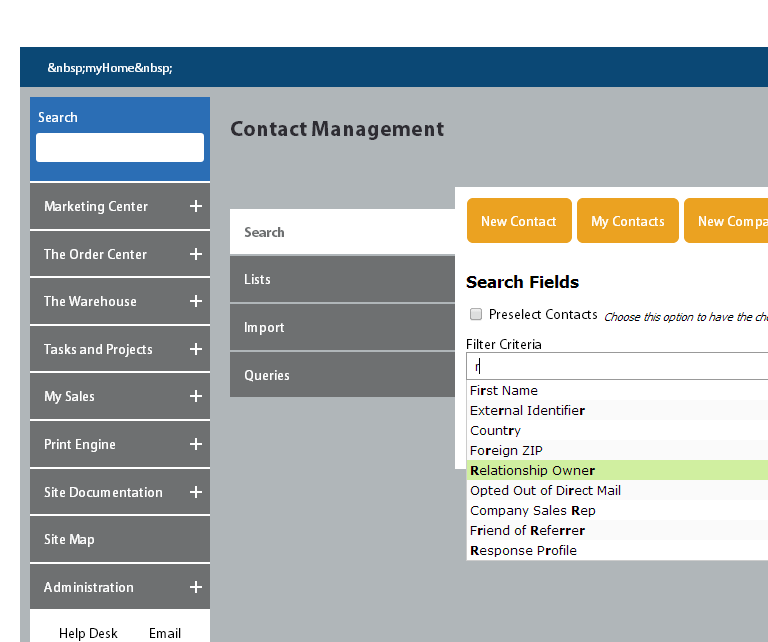 &nbsp;myHome&nbsp;
Search
Contact Management
Marketing Center
The Order Center
The Warehouse
Tasks and Projects
My Sales
Print Engine
Site Documentation
Site Map
Administration
Help Desk Email
Search
Lists
Import
Queries
New Contact My Contacts New Compa
Search Fields
Preselect Contacts Choose this option to have the che
Filter Criteria
r
First Name
External Identifier
Country
Foreign ZIP
Relationship Owner
Opted Out of Direct Mail
Company Sales Rep
Friend of Referrer
Response Profile